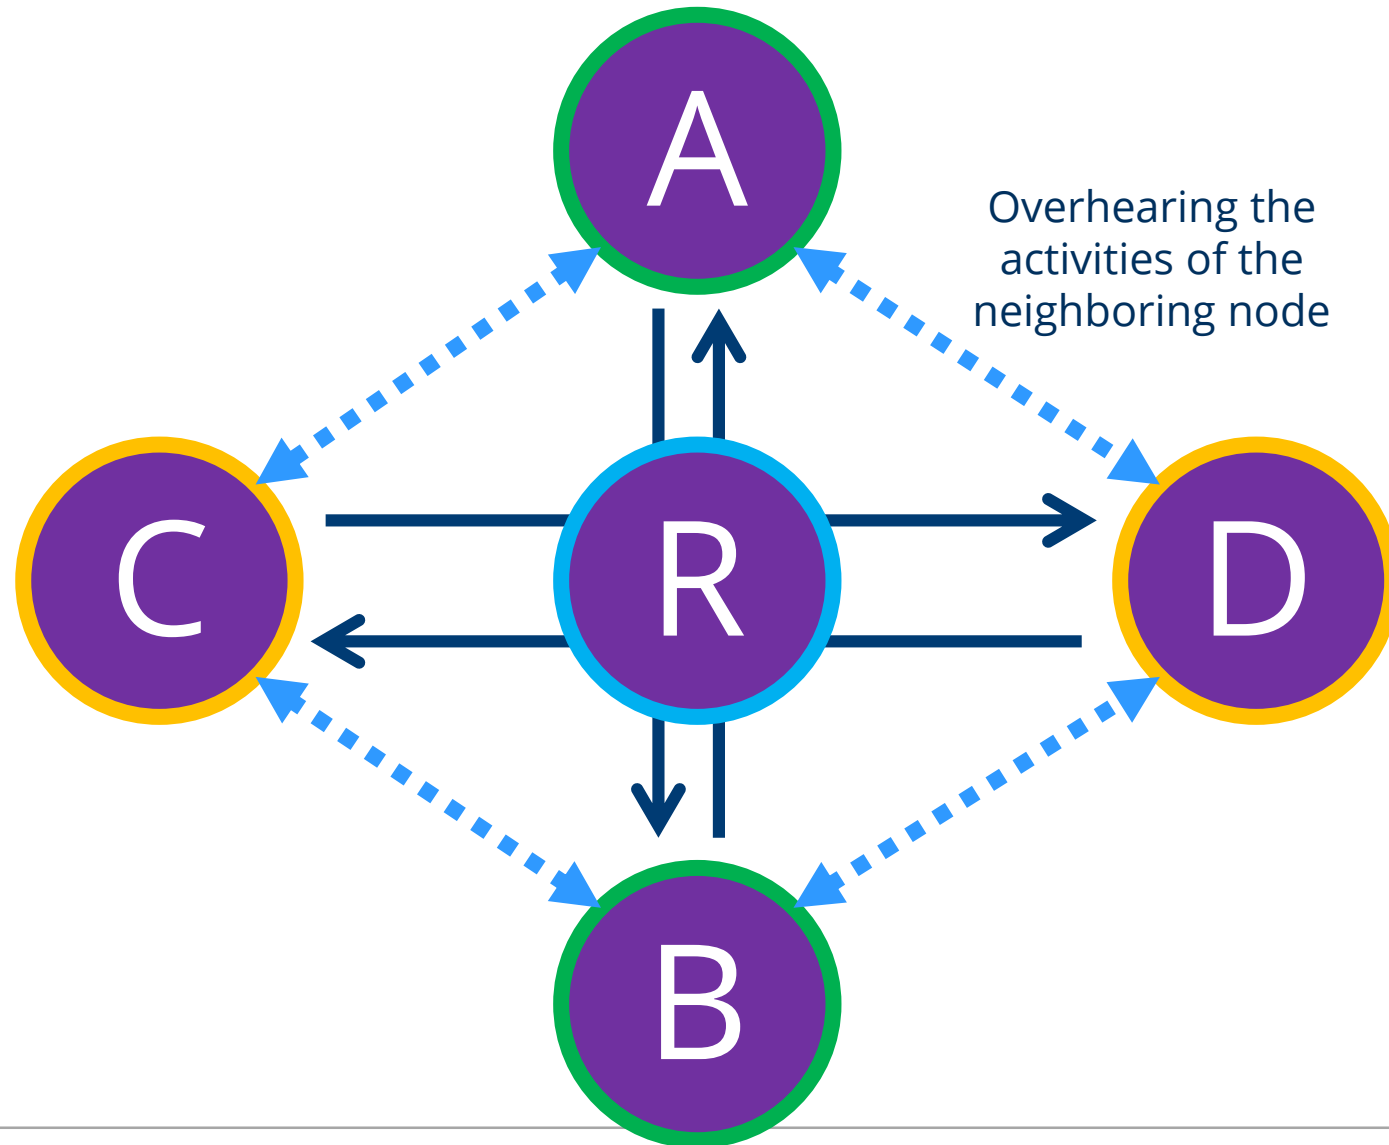 A
Overhearing the
activities of the
neighboring node
C
R
D
B